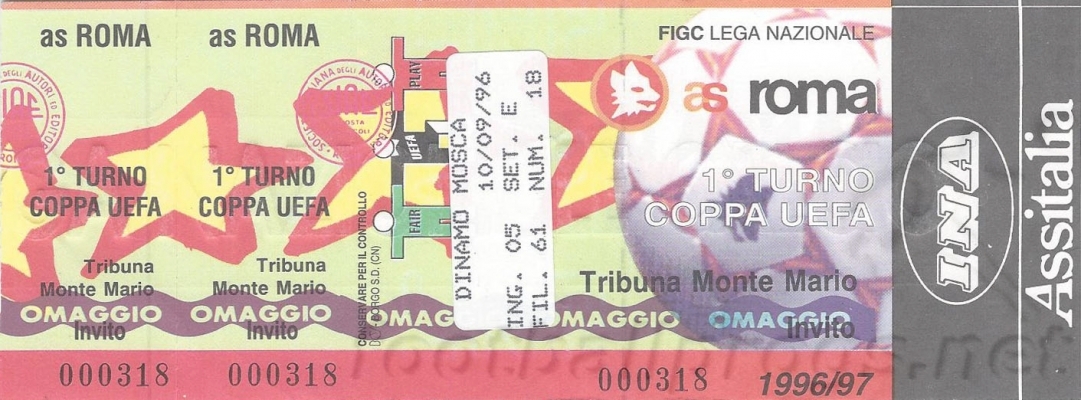 as ROMA
1° TURNO
COPPA UEFA
Tribuna
Monte Mario
OMAGGIO
Invito
000318
as ROMA
1° TURNO
COPPA UEFA
Tribuna
Monte Mario
OMAGGIO
Invito
000318
CONSERTARE PER IL CONTROLLO
FAIR
UEFA
PLAY
DINAMO MOSCA
10/09/96
ING. 05 SET. E
FIL. 61 NUM. 18
FIGC LEGA NAZIONALE
as roma
1° TURNO
COPPA UEFA
Tribuna Monte Mario
OMAGG
OMAGGIO
OMAGGIO
Invito
000318
1996/97
INA
Assitalia